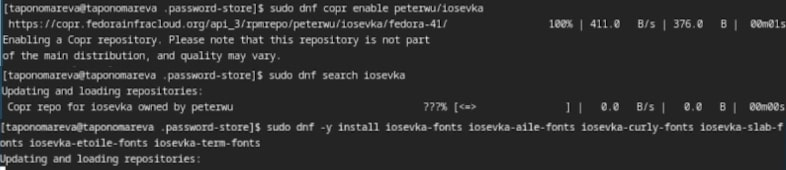 [taponomareva@taponomareva .password-store]$ sudo dnf copr enable peterwu/iosevka
https://copr.fedorainfracloud.org/api_3/rpmrepo/peterwu/iosevka/fedora-41/ 100% | 411.0 B/s | 376.0 B | 00m01s
Enabling a Copr repository. Please note that this repository is not part
of the main distribution, and quality may vary.
[taponomareva@taponomareva .password-store]$ sudo dnf search iosevka
Updating and loading repositories:
Copr repo for iosevka owned by peterwu ???% [<=> ] | 0.0 B/s | 0.0 B | 00m00s
[taponomareva@taponomareva .password-store]$ sudo dnf -y install iosevka-fonts iosevka-aile-fonts iosevka-curly-fonts iosevka-slab-f
onts iosevka-etoile-fonts iosevka-term-fonts
Updating and loading repositories: